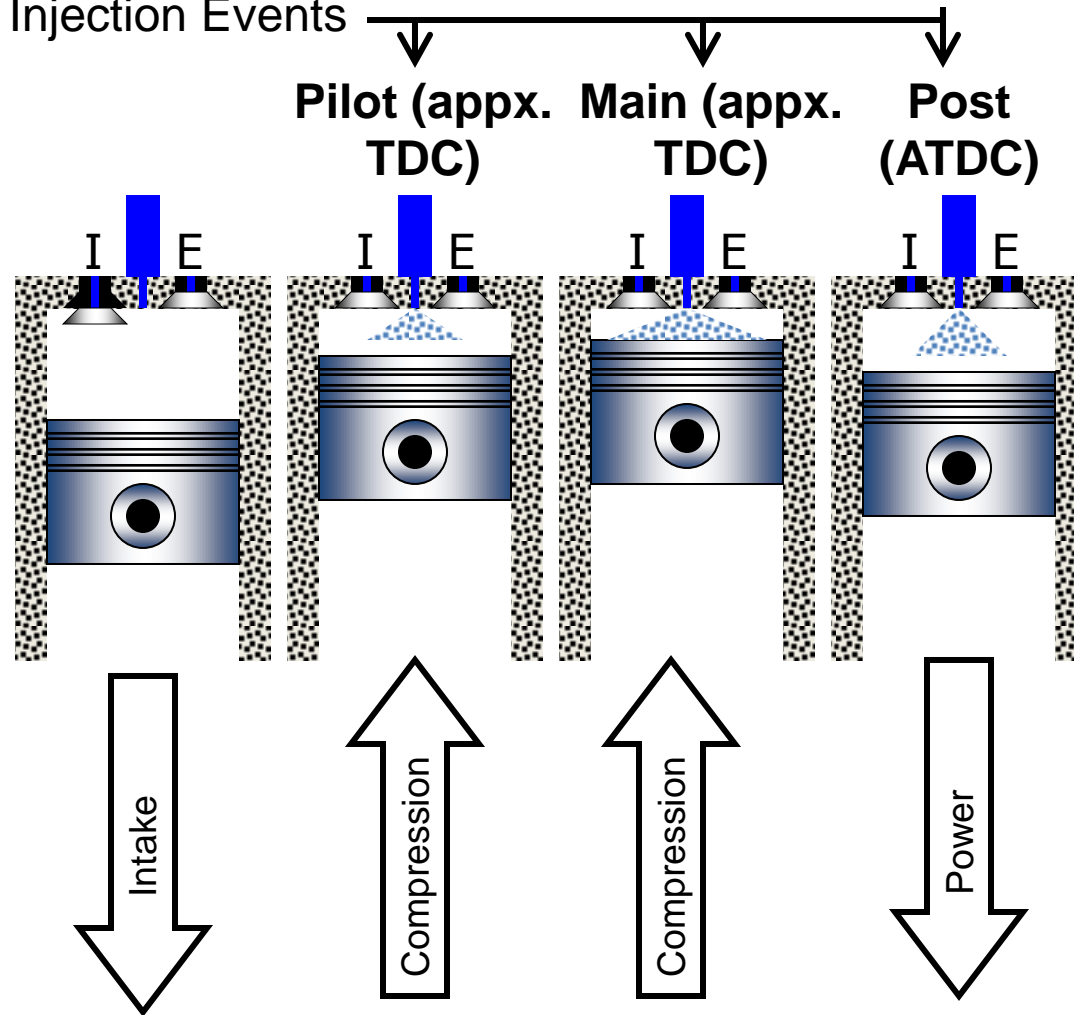 Injection Events
Pilot (appx.
TDC)
Main (appx.
TDC)
Post
(ATDC)
I E
I E
I E
I E
Intake
Compression
Compression
Power